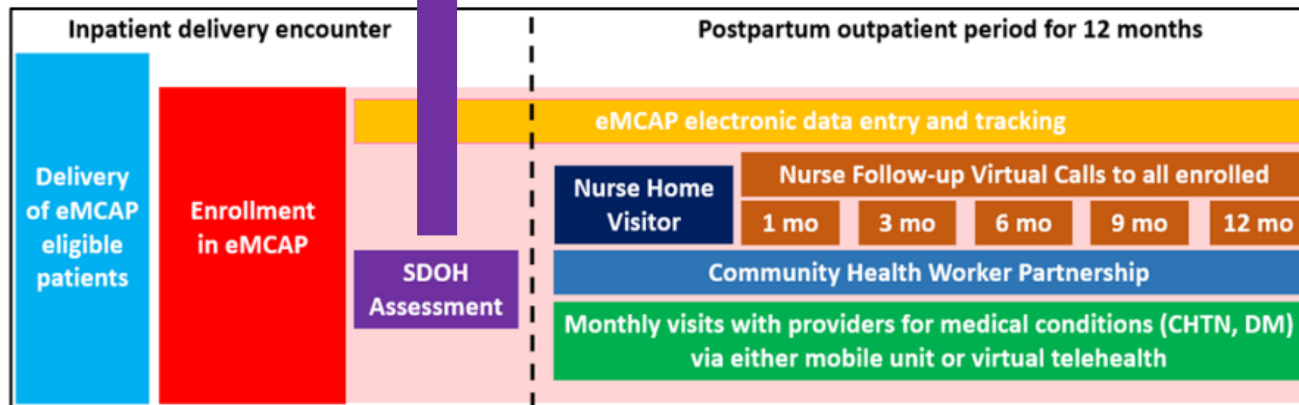 Inpatient delivery encounter
Postpartum outpatient period for 12 months
Delivery
of eMCAP
eligible
patients
Enrollment
in eMCAP
eMCAP electronic data entry and tracking
SDOH
Assessment
Nurse Home
Visitor
Nurse Follow-up Virtual Calls to all enrolled
1 mo
3 mo
6 mo
9 mo
12 mo
Community Health Worker Partnership
Monthly visits with providers for medical conditions (CHTN, DM)
via either mobile unit or virtual telehealth